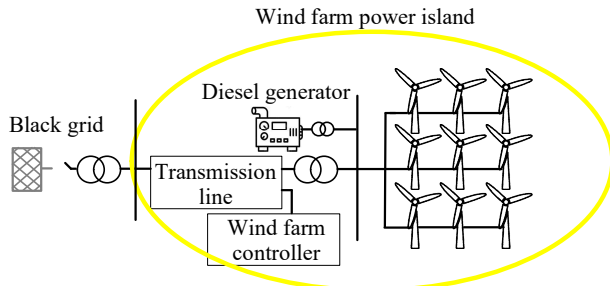 Wind farm power island
Diesel generator
Black grid
Transmission
line
Wind farm
controller